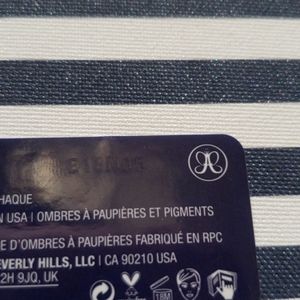 HAQUE
N USA | OMBRES À PAUPIÈRES ET PIGMENTS
E D'OMBRES À PAUPIÈRES FABRIQUÉ EN RPC
EVERLY HILLS, LLC | CA 90210 USA
2H 9JQ, UK